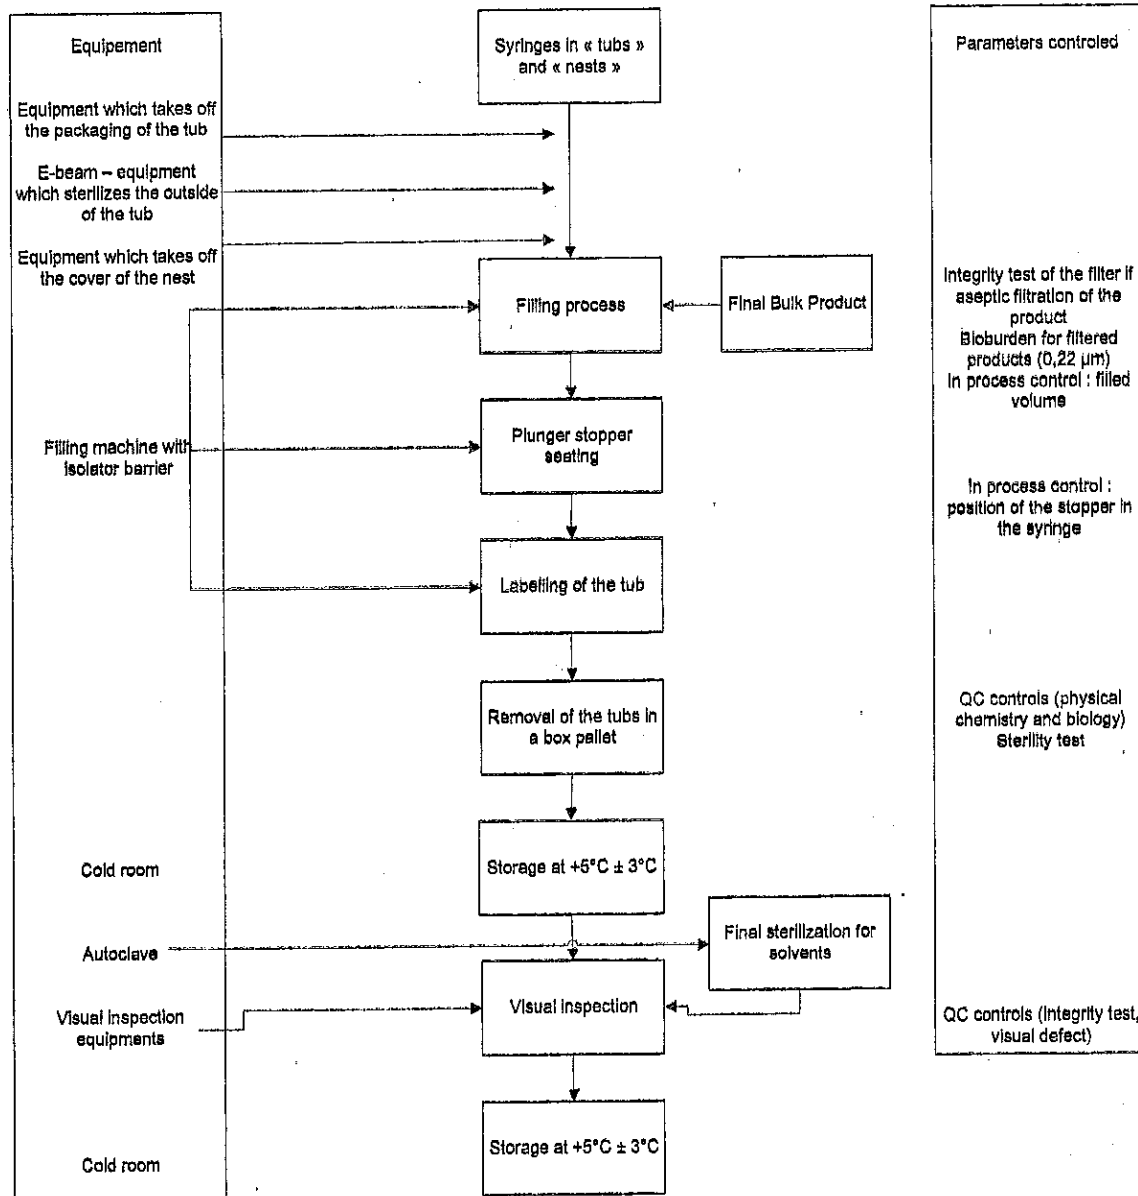 Equipement
Equipment which takes off
the packaging of the tub
E-beam – equipment
which sterilizes the outside
of the tub
Equipment which takes off
the cover of the nest
Filling machine with
isolator barrier
Cold room
Autoclave
Visual inspection
equipments
Cold room
Syringes in « tubs »
and « nests »
Filling process
Final Bulk Product
Plunger stopper
seating
Labelling of the tub
Removal of the tubs in
a box pallet
Storage at +5°C ± 3°C
Final sterilization for
solvents
Visual inspection
Storage at +5°C ± 3°C
Parameters controled
Integrity test of the filter if
aseptic filtration of the
product
Bioburden for filtered
products (0,22 µm)
In process control : filled
volume
In process control :
position of the stopper in
the syringe
QC controls (physical
chemistry and biology)
Sterility test
QC controls (integrity test,
visual defect)